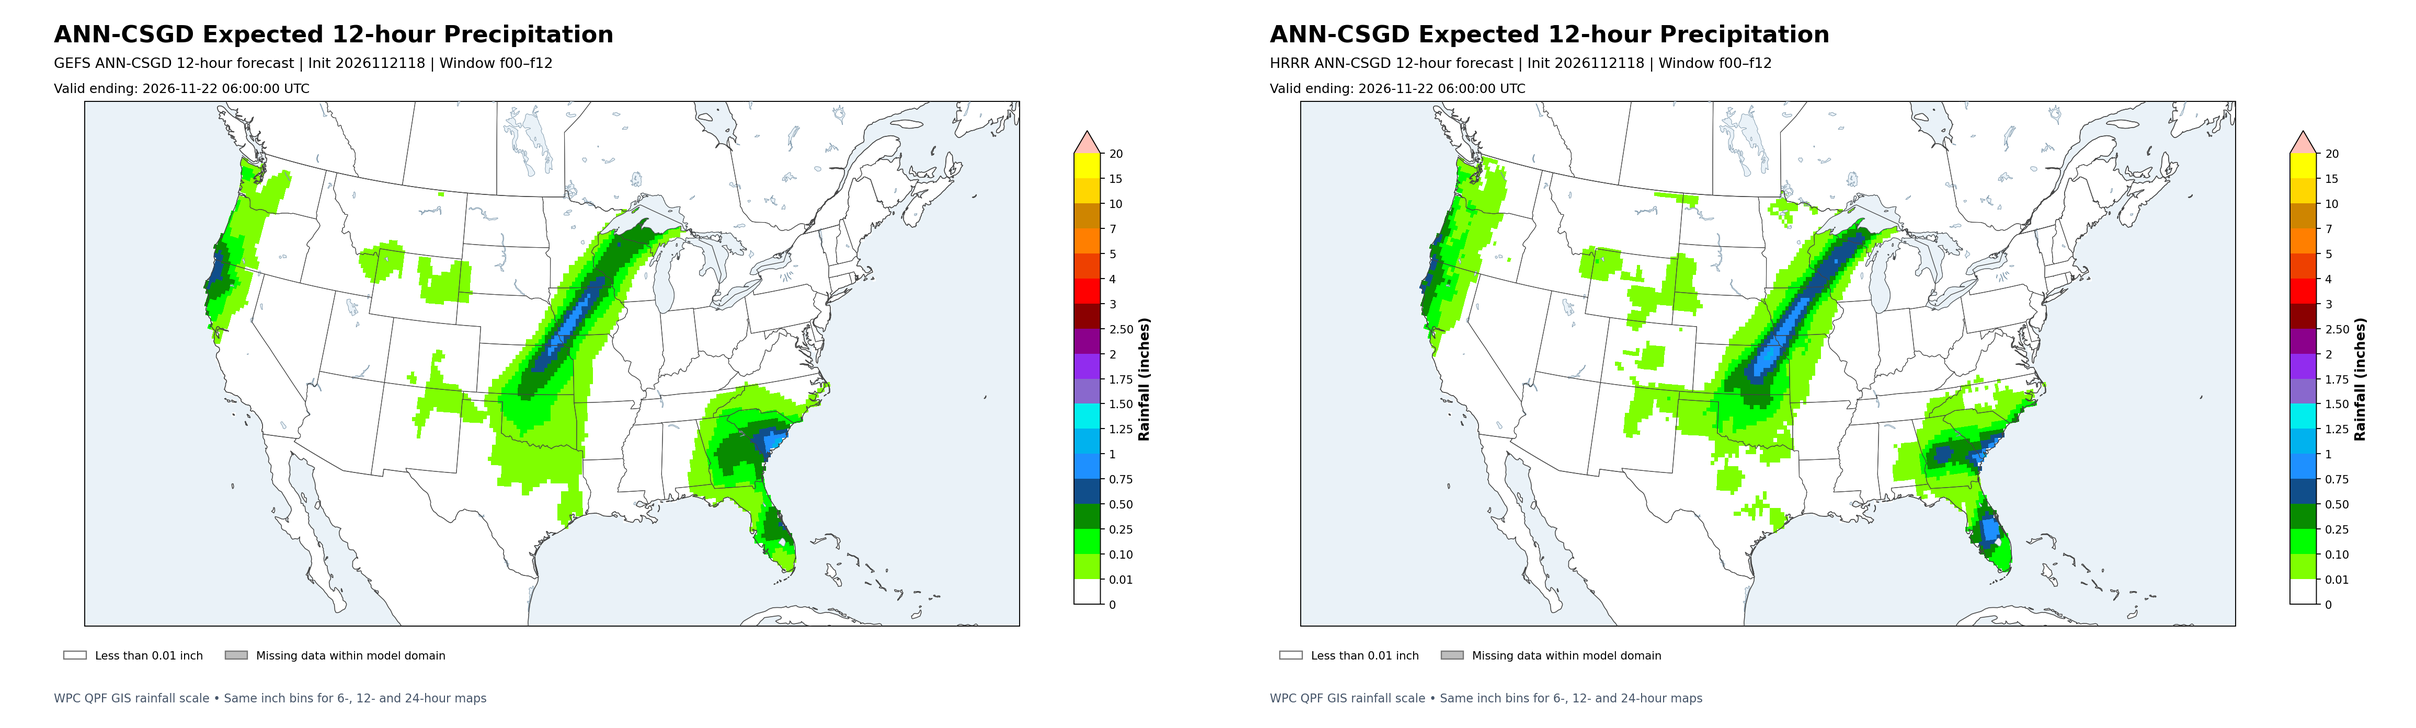 ANN-CSGD Expected 12-hour Precipitation
GEFS ANN-CSGD 12-hour forecast | Init 2026112118 | Window f00–f12
Valid ending: 2026-11-22 06:00:00 UTC
20
15
10
7
5
4
3
2.50
2
1.75
1.50
1.25
1
0.75
0.50
0.25
0.10
0.01
0
Rainfall (inches)
Less than 0.01 inch
Missing data within model domain
WPC QPF GIS rainfall scale • Same inch bins for 6-, 12- and 24-hour maps
ANN-CSGD Expected 12-hour Precipitation
HRRR ANN-CSGD 12-hour forecast | Init 2026112118 | Window f00–f12
Valid ending: 2026-11-22 06:00:00 UTC
20
15
10
7
5
4
3
2.50
2
1.75
1.50
1.25
1
0.75
0.50
0.25
0.10
0.01
0
Rainfall (inches)
Less than 0.01 inch
Missing data within model domain
WPC QPF GIS rainfall scale • Same inch bins for 6-, 12- and 24-hour maps